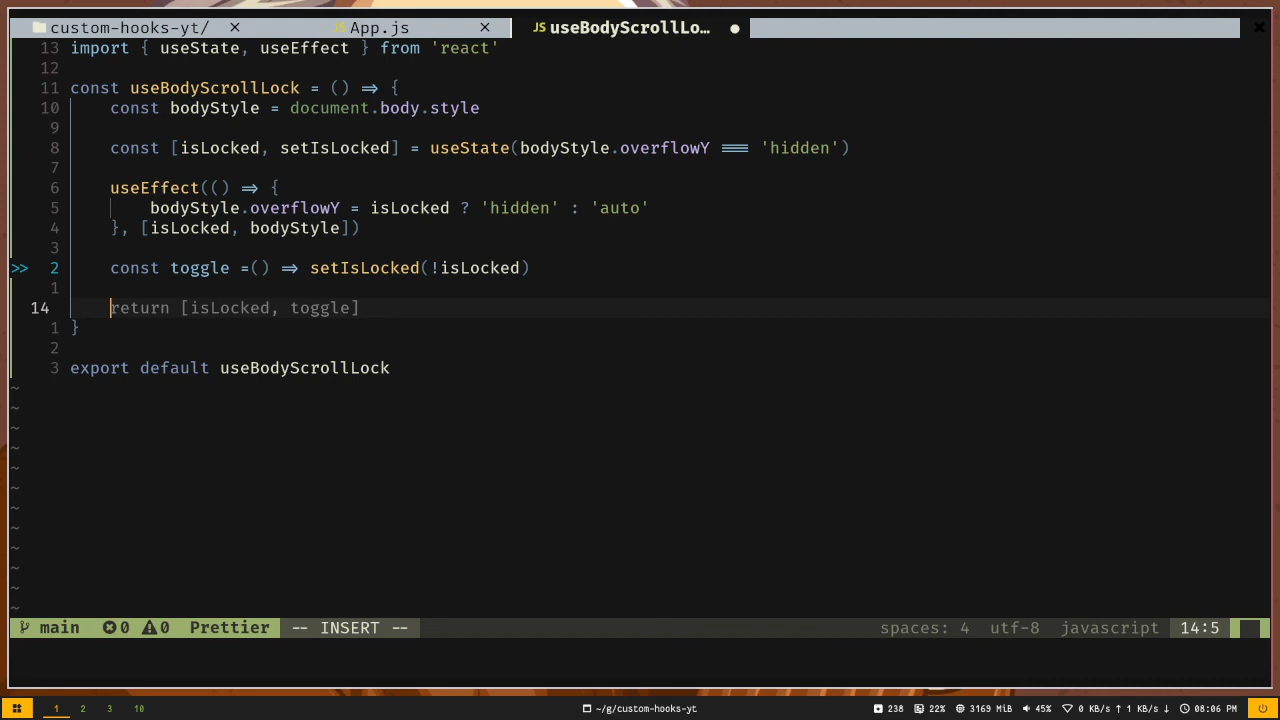 custom-hooks-yt/ × JS App.js × JS useBodyScrollLo… ● ×
13 import { useState, useEffect } from 'react'
12
11 const useBodyScrollLock = () => {
10 const bodyStyle = document.body.style
9
8 const [isLocked, setIsLocked] = useState(bodyStyle.overflowY === 'hidden')
7
6 useEffect(() => {
5 bodyStyle.overflowY = isLocked ? 'hidden' : 'auto'
4 }, [isLocked, bodyStyle])
3
>> 2 const toggle =() => setIsLocked(!isLocked)
1
14 return [isLocked, toggle]
1 }
2
3 export default useBodyScrollLock
~
~
~
~
~
~
~
~
~
~
~
~
main 0 0 Prettier -- INSERT -- spaces: 4 utf-8 javascript 14:5
1 2 3 10 ~/g/custom-hooks-yt 238 22% 3169 MiB 45% 0 KB/s ↑ 1 KB/s ↓ 08:06 PM